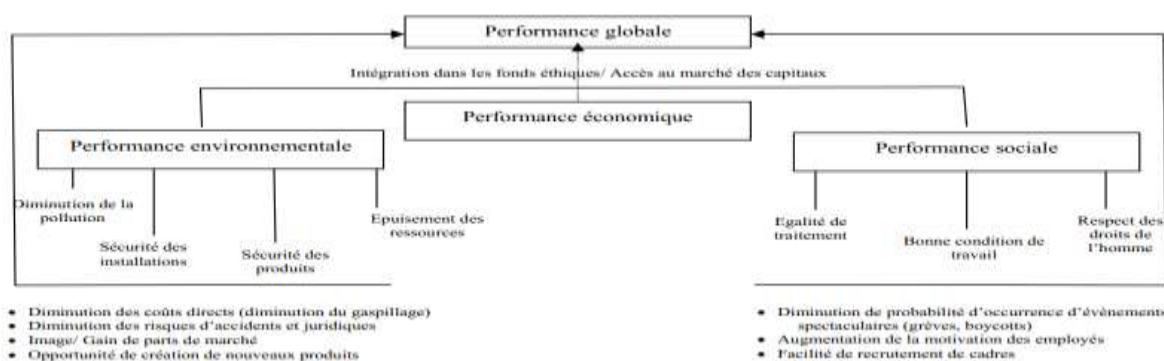 Performance globale
Intégration dans les fonds éthiques/ Accès au marché des capitaux
Performance économique
Performance environnementale
Performance sociale
Diminution de la
pollution
Sécurité des
installations
Sécurité des
produits
Epuisement des
ressources
Egalité de
traitement
Bonne condition de
travail
Respect des
droits de
l'homme
• Diminution des coûts directs (diminution du gaspillage)
• Diminution des risques d'accidents et juridiques
• Image/ Gain de parts de marché
• Opportunité de création de nouveaux produits
• Diminution de probabilité d'occurrence d'évènements
spectaculaires (grèves, boycotts)
• Augmentation de la motivation des employés
• Facilité de recrutement de cadres